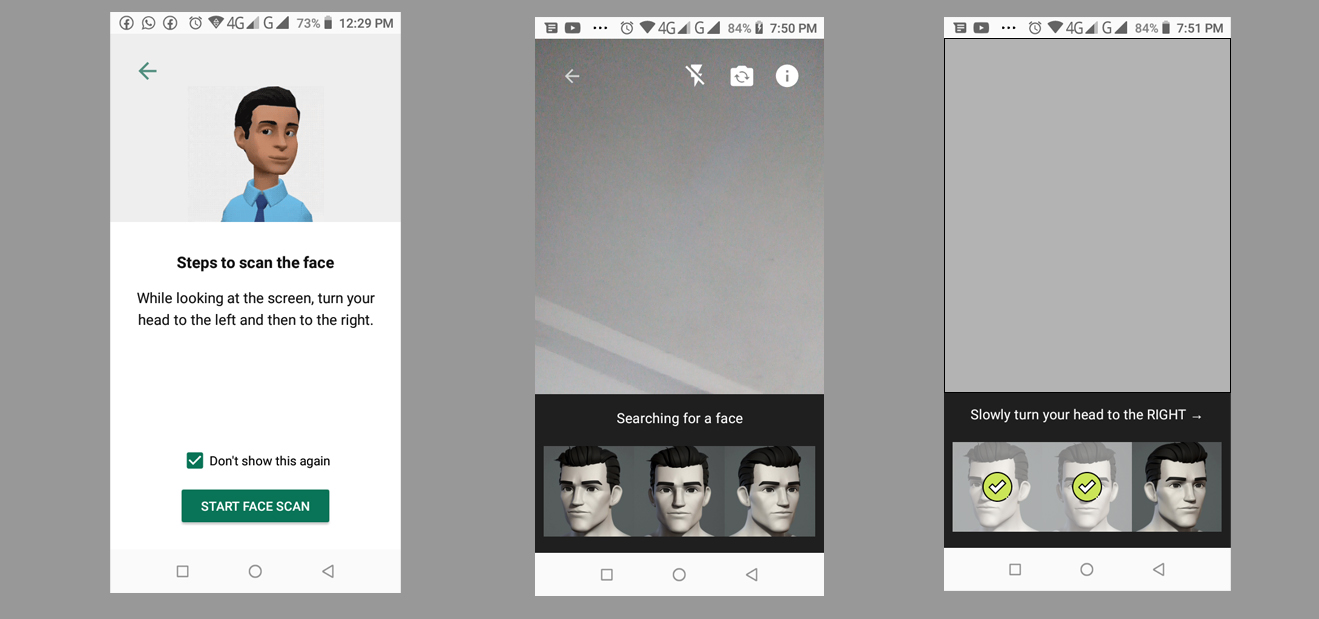 4G G 73% 12:29 PM
Steps to scan the face
While looking at the screen, turn your
head to the left and then to the right.
Don't show this again
START FACE SCAN
4G G 84% 7:50 PM
Searching for a face
4G G 84% 7:51 PM
Slowly turn your head to the RIGHT →